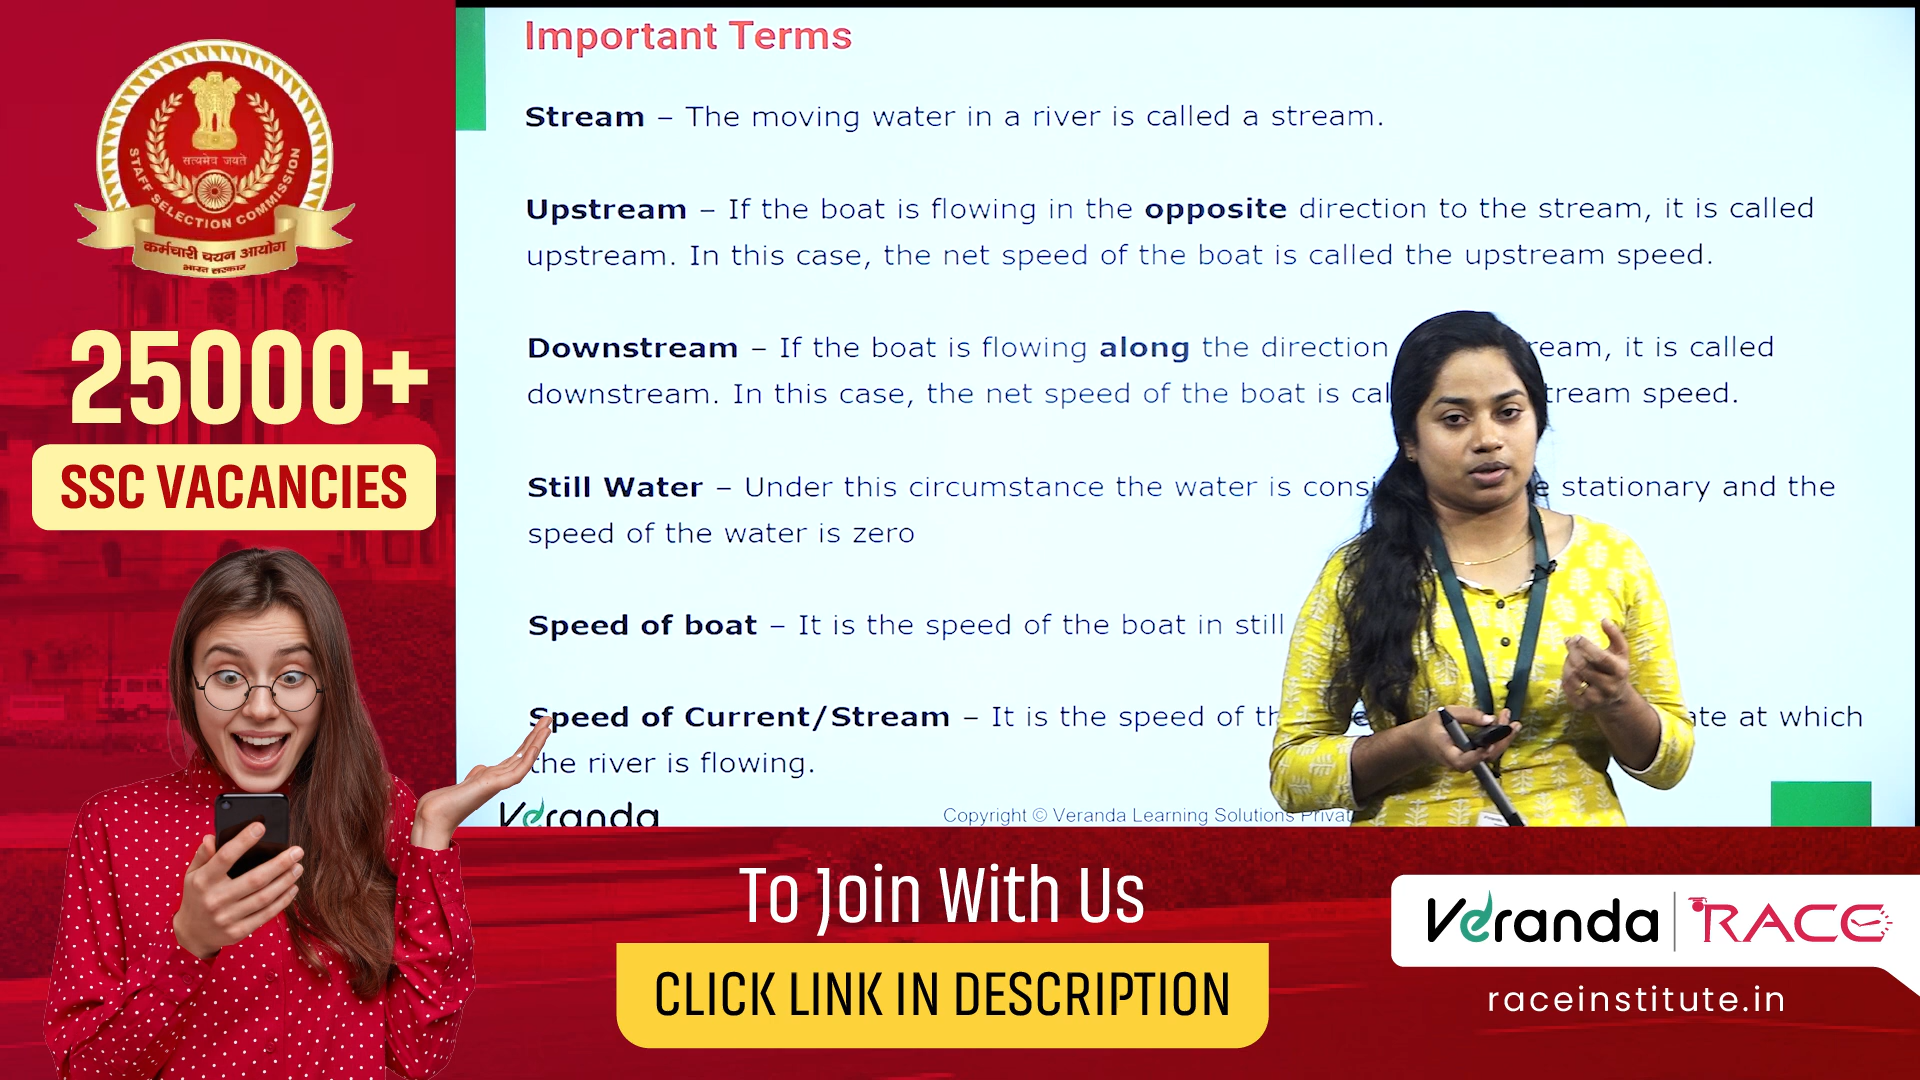 सत्यमेव जयते
STAFF SELECTION COMMISSION
कर्मचारी चयन आयोग
भारत सरकार
25000+
SSC VACANCIES
Important Terms
Stream – The moving water in a river is called a stream.
Upstream – If the boat is flowing in the opposite direction to the stream, it is called
upstream. In this case, the net speed of the boat is called the upstream speed.
Downstream – If the boat is flowing along the direction ream, it is called
downstream. In this case, the net speed of the boat is cal tream speed.
Still Water – Under this circumstance the water is consi e stationary and the
speed of the water is zero
Speed of boat – It is the speed of the boat in still
Speed of Current/Stream – It is the speed of th ate at which
the river is flowing.
Veranda
Copyright © Veranda Learning Solutions Privat
To Join With Us
CLICK LINK IN DESCRIPTION
Veranda RACE
raceinstitute.in